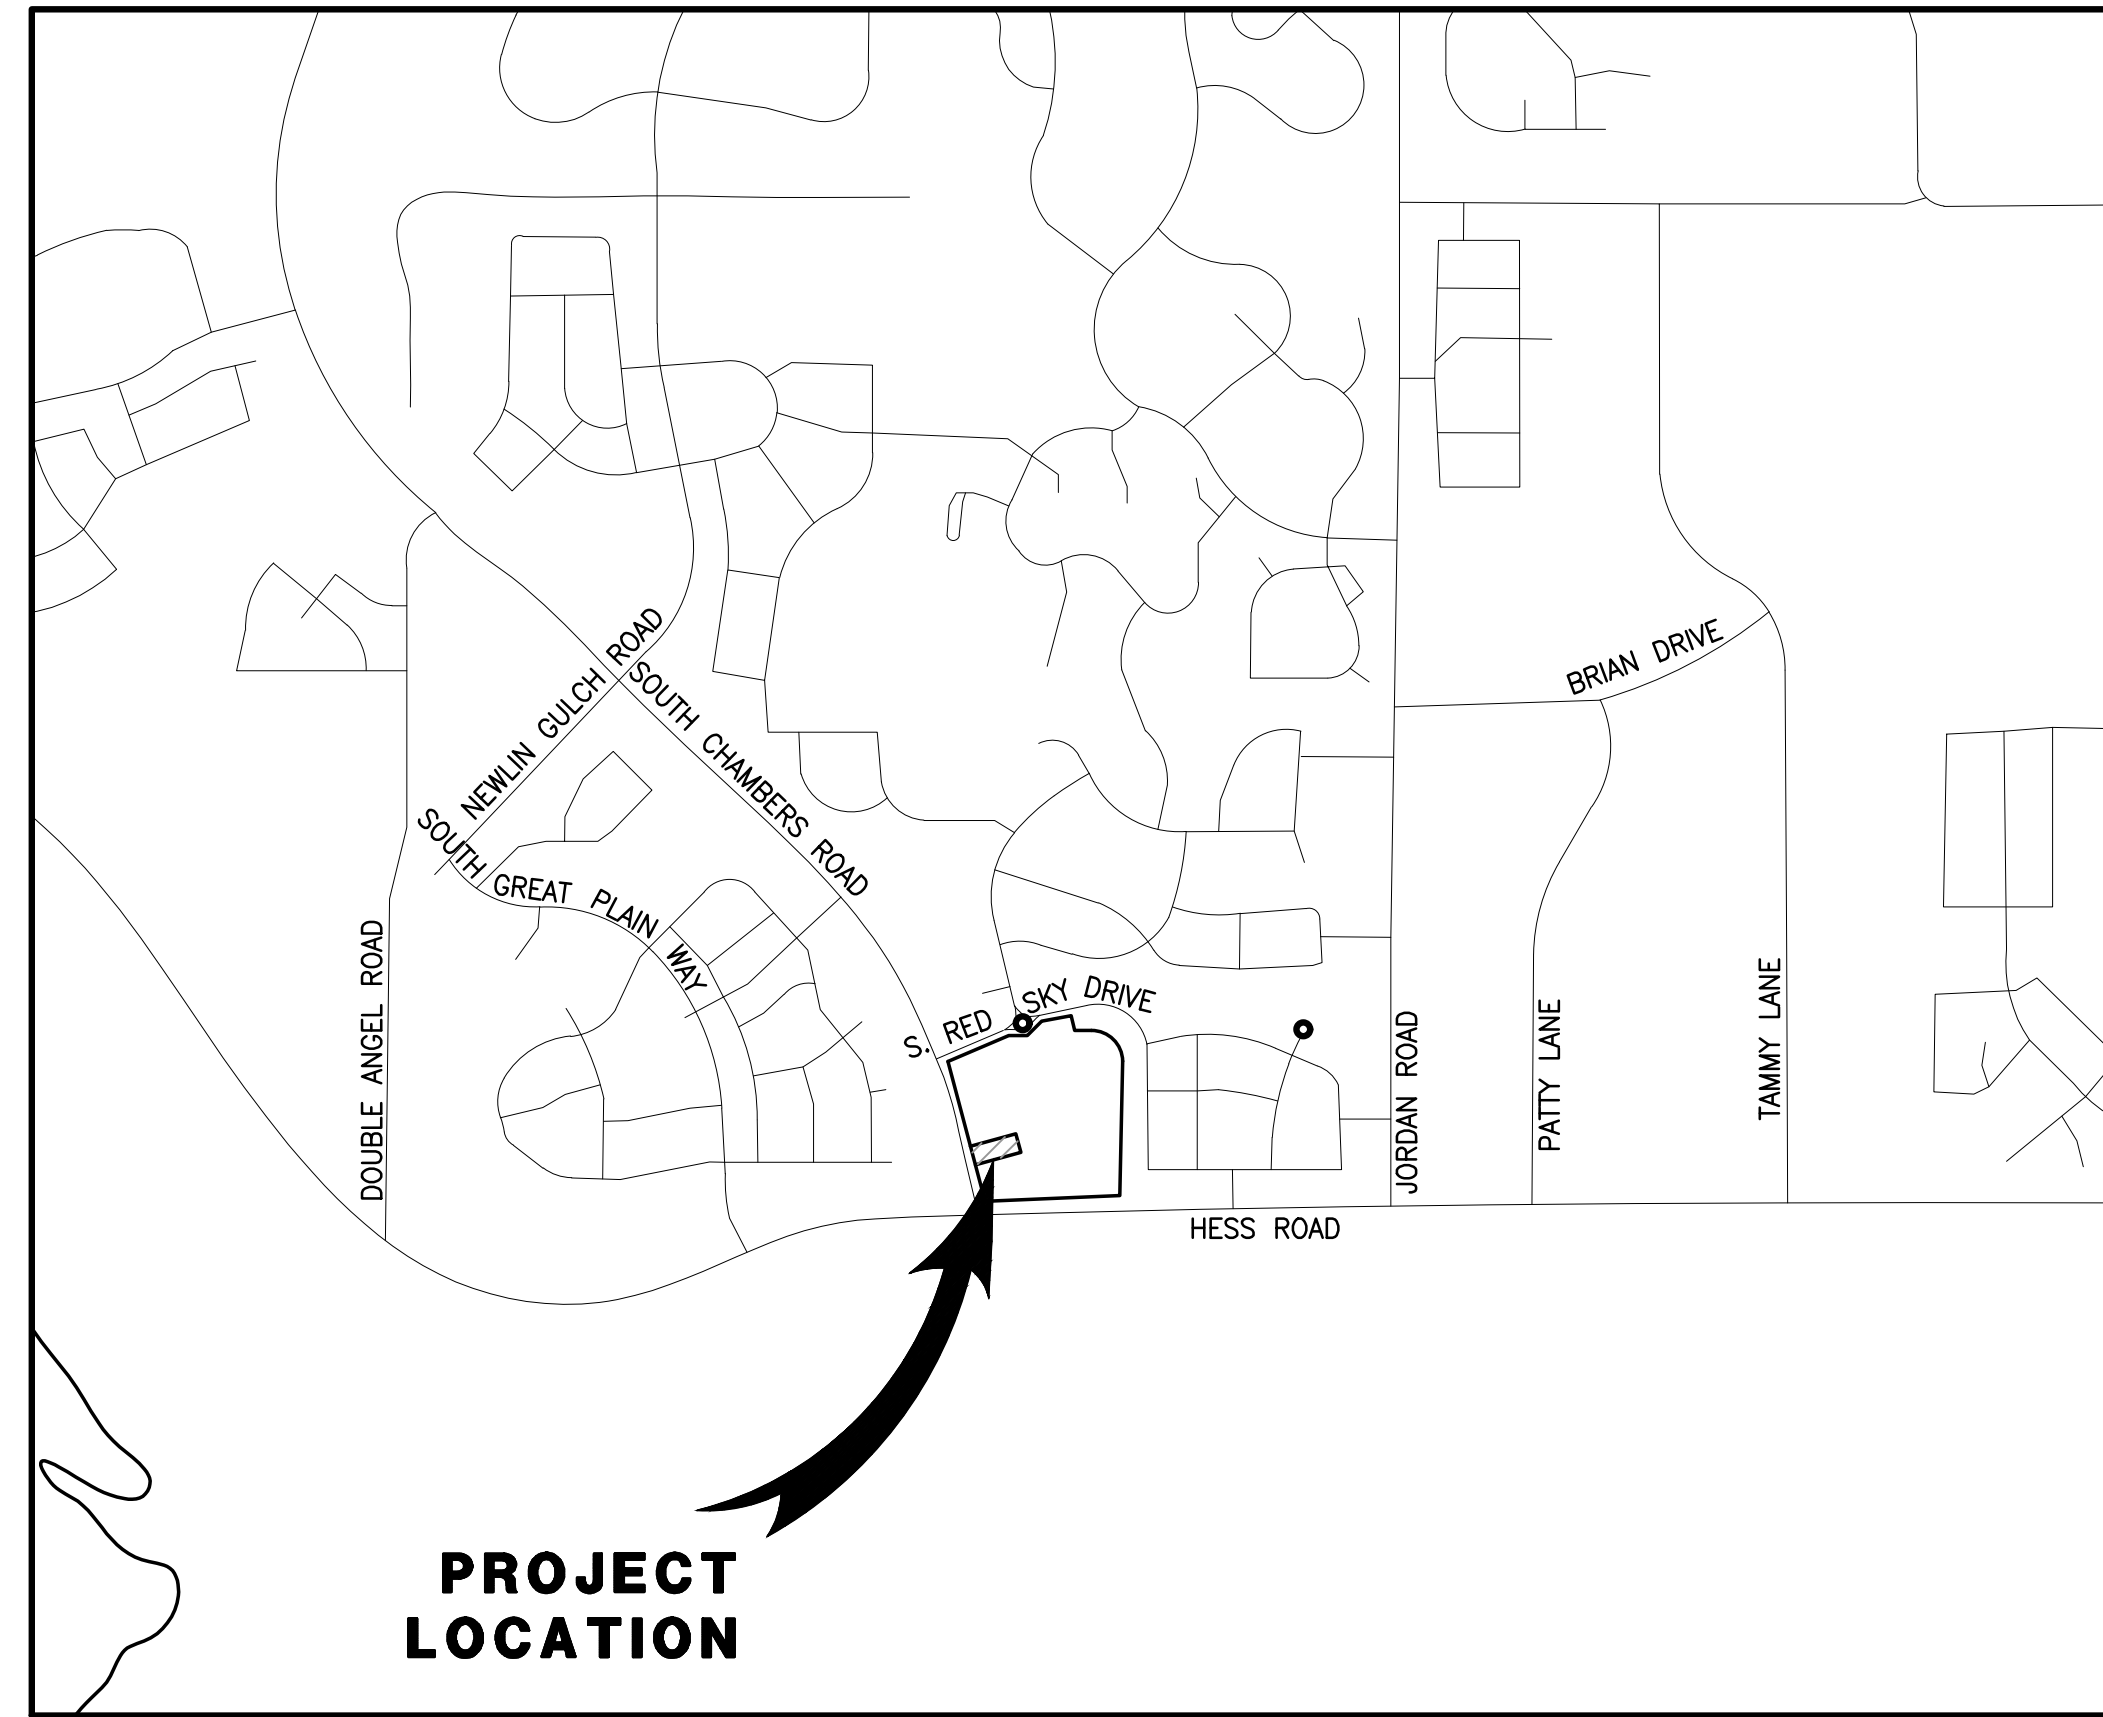 SOUTH NEWLIN GULCH ROAD
SOUTH CHAMBERS ROAD
BRIAN DRIVE
GREAT PLAIN WAY
DOUBLE ANGEL ROAD
S. RED SKY DRIVE
JORDAN ROAD
PATTY LANE
TAMMY LANE
HESS ROAD
PROJECT
LOCATION